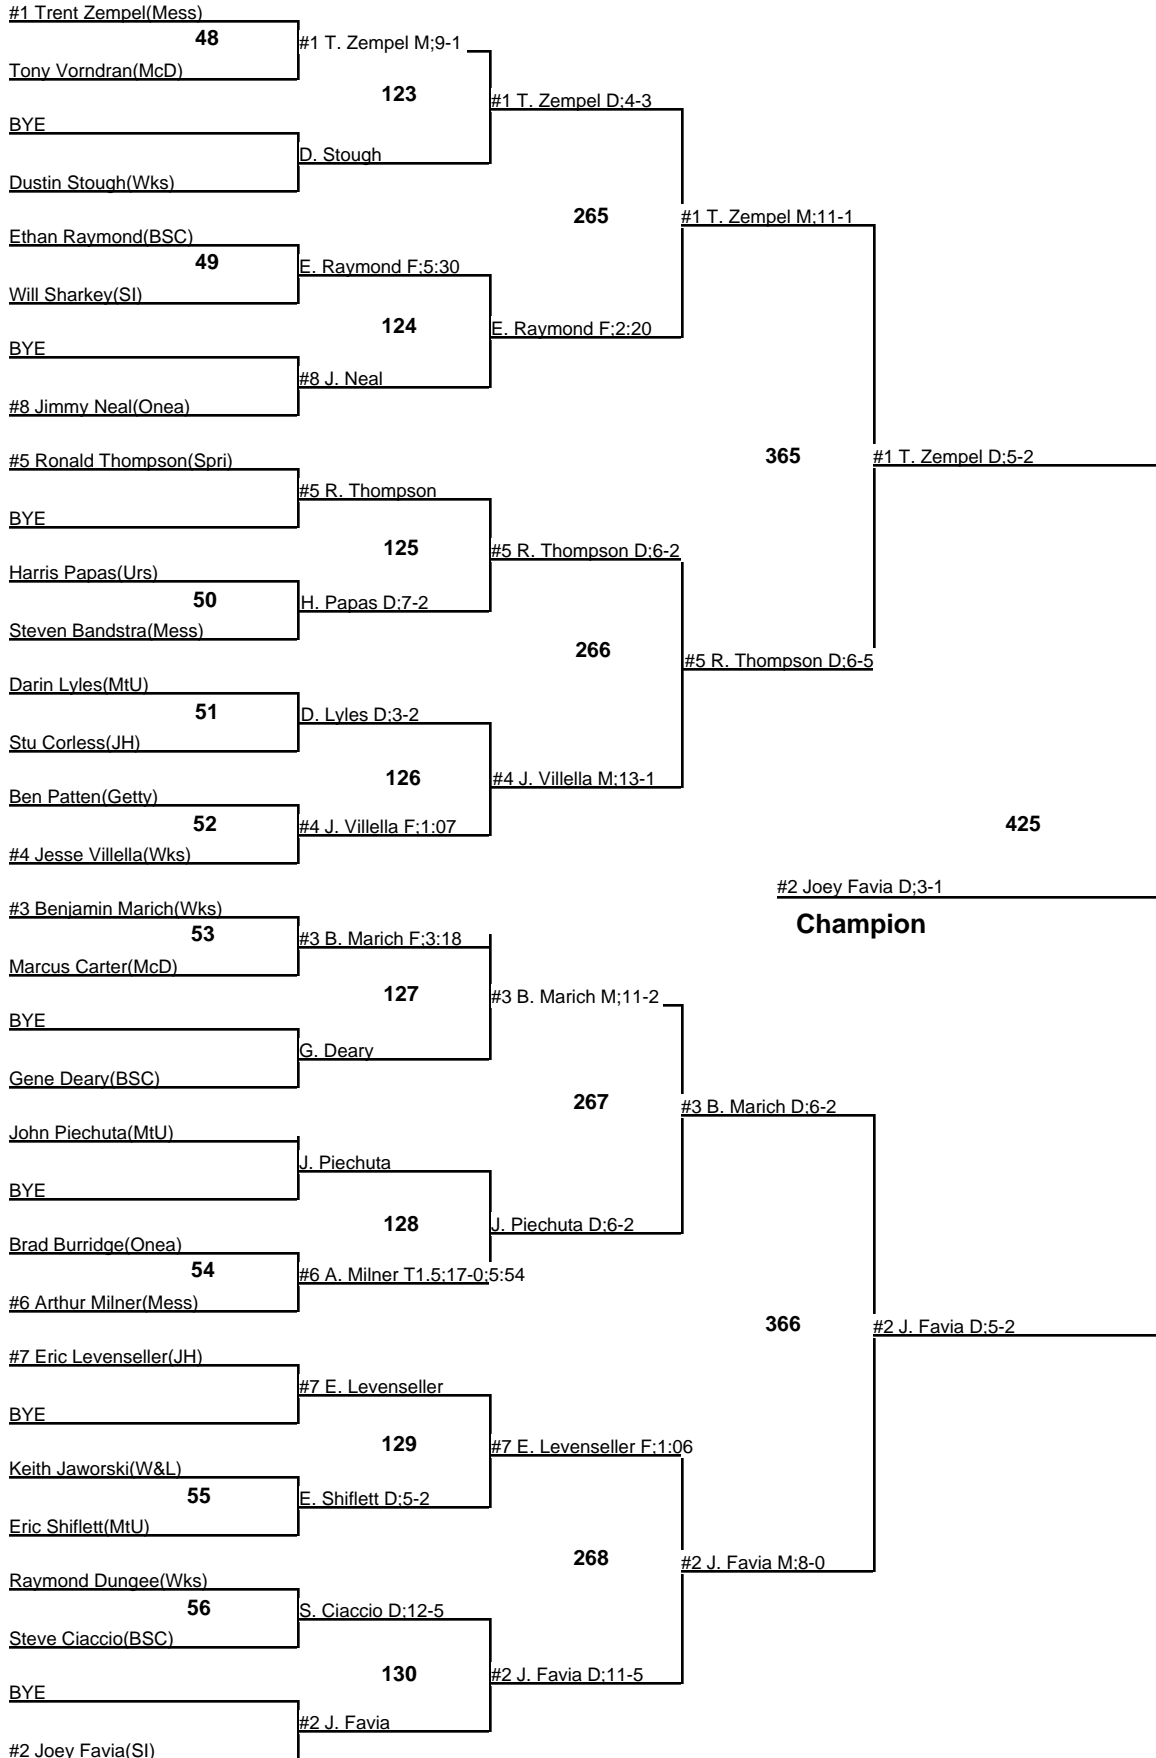 #1 Trent Zempel(Mess)
48
#1 T. Zempel M;9-1
Tony Vorndran(McD)
123
#1 T. Zempel D;4-3
BYE
D. Stough
Dustin Stough(Wks)
265
#1 T. Zempel M;11-1
Ethan Raymond(BSC)
49
E. Raymond F;5:30
Will Sharkey(SI)
124
E. Raymond F;2:20
BYE
#8 J. Neal
#8 Jimmy Neal(Onea)
365
#1 T. Zempel D;5-2
#5 Ronald Thompson(Spri)
#5 R. Thompson
BYE
125
#5 R. Thompson D;6-2
Harris Papas(Urs)
50
H. Papas D;7-2
Steven Bandstra(Mess)
266
#5 R. Thompson D;6-5
Darin Lyles(MtU)
51
D. Lyles D;3-2
Stu Corless(JH)
126
#4 J. Villella M;13-1
Ben Patten(Getty)
52
#4 J. Villella F;1:07
425
#4 Jesse Villella(Wks)
#2 Joey Favia D;3-1
Champion
#3 Benjamin Marich(Wks)
53
#3 B. Marich F;3:18
Marcus Carter(McD)
127
#3 B. Marich M;11-2
BYE
G. Deary
Gene Deary(BSC)
267
#3 B. Marich D;6-2
John Piechuta(MtU)
J. Piechuta
BYE
128
J. Piechuta D;6-2
Brad Burridge(Onea)
54
#6 A. Milner T1.5;17-0;5:54
#6 Arthur Milner(Mess)
366
#2 J. Favia D;5-2
#7 Eric Levenseller(JH)
#7 E. Levenseller
BYE
129
#7 E. Levenseller F;1:06
Keith Jaworski(W&L)
55
E. Shiflett D;5-2
Eric Shiflett(MtU)
268
#2 J. Favia M;8-0
Raymond Dungee(Wks)
56
S. Ciaccio D;12-5
Steve Ciaccio(BSC)
130
#2 J. Favia D;11-5
BYE
#2 J. Favia
#2 Joey Favia(SI)